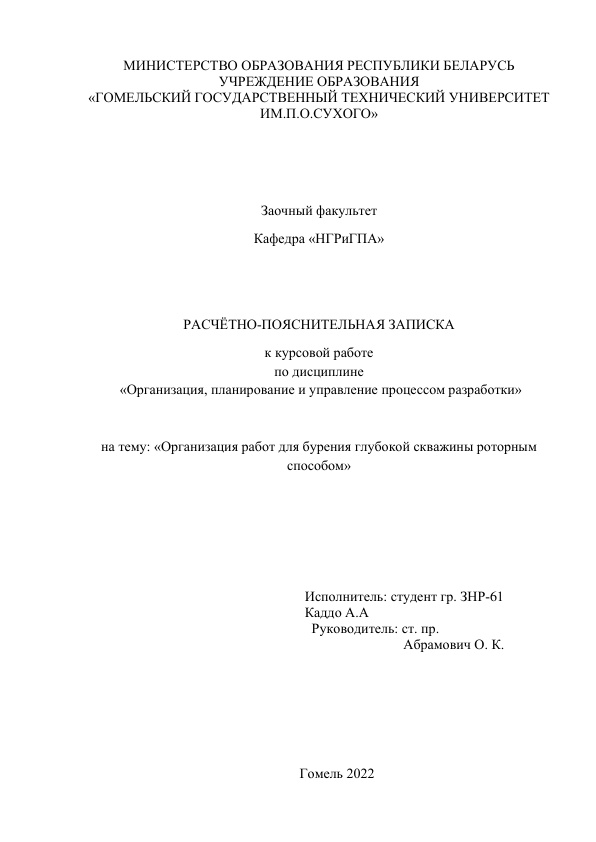 МИНИСТЕРСТВО ОБРАЗОВАНИЯ РЕСПУБЛИКИ БЕЛАРУСЬ
УЧРЕЖДЕНИЕ ОБРАЗОВАНИЯ
«ГОМЕЛЬСКИЙ ГОСУДАРСТВЕННЫЙ ТЕХНИЧЕСКИЙ УНИВЕРСИТЕТ
ИМ.П.О.СУХОГО»
Заочный факультет
Кафедра «НГРиГПА»
РАСЧЁТНО-ПОЯСНИТЕЛЬНАЯ ЗАПИСКА
к курсовой работе
по дисциплине
«Организация, планирование и управление процессом разработки»
на тему: «Организация работ для бурения глубокой скважины роторным
способом»
Исполнитель: студент гр. ЗНР-61
Каддо А.А
Руководитель: ст. пр.
Абрамович О. К.
Гомель 2022